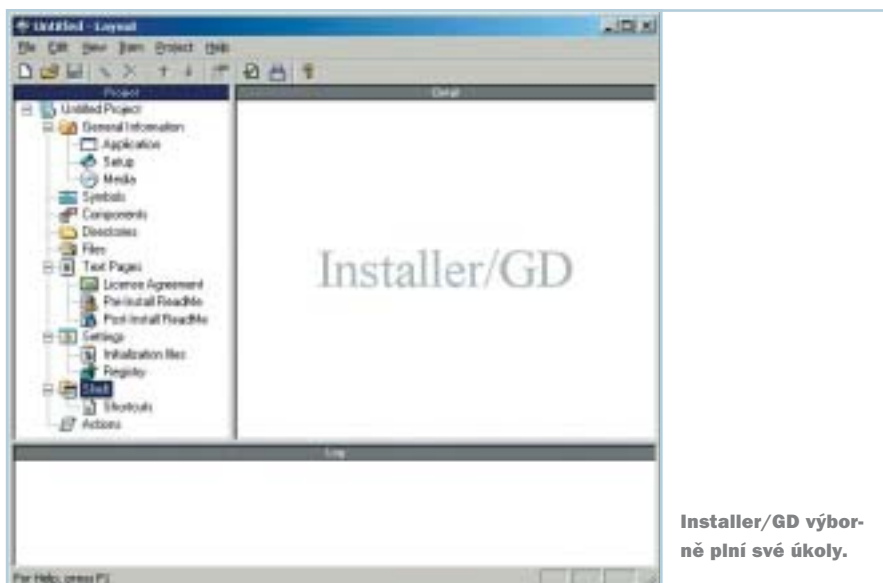 Untitled - Layout
File Edit View Item Project Help
Project
Detail
Untitled Project
General Information
Application
Setup
Media
Symbols
Components
Directories
Files
Text Pages
Licence Agreement
Pre-Install ReadMe
Post-Install ReadMe
Settings
Initialization files
Registry
Shell
Shortcuts
Actions
Installer/GD
Log
For Help, press F1
Installer/GD výbor-
ně plní své úkoly.